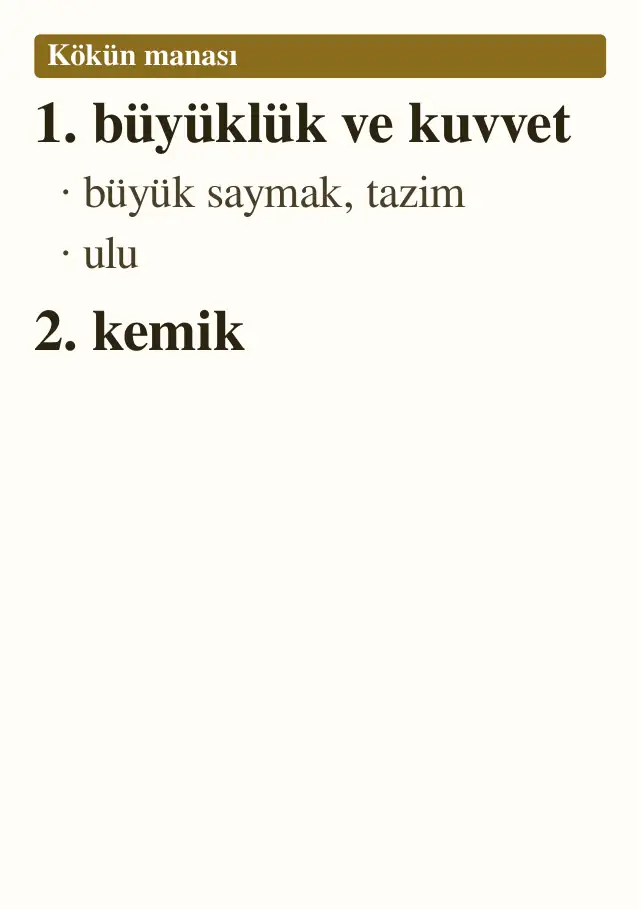 Kökün manası
1. büyüklük ve kuvvet
· büyük saymak, tazim
· ulu
2. kemik